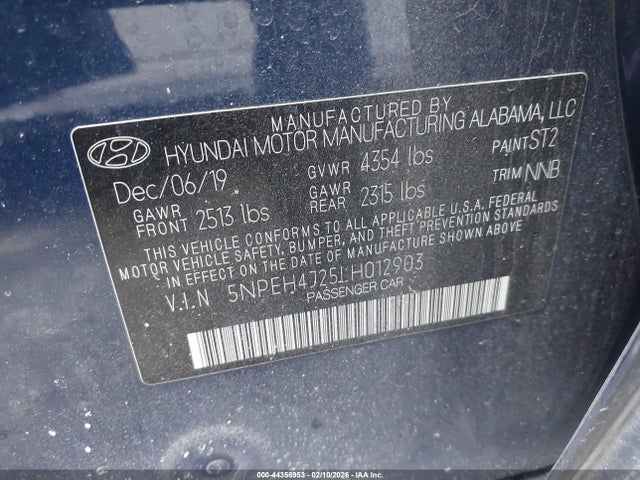 MANUFACTURED BY
HYUNDAI MOTOR MANUFACTURING ALABAMA, LLC
Dec/06/19 GVWR 4354 lbs PAINT ST2
GAWR FRONT 2513 lbs GAWR REAR 2315 lbs TRIM NNB
THIS VEHICLE CONFORMS TO ALL APPLICABLE U.S.A. FEDERAL
MOTOR VEHICLE SAFETY, BUMPER, AND THEFT PREVENTION STANDARDS
IN EFFECT ON THE DATE OF MANUFACTURE SHOWN ABOVE.
V.I.N 5NPEH4J25LH012903
PASSENGER CAR
000-44356953 - 02/10/2026 - Copyright IAA, LLC